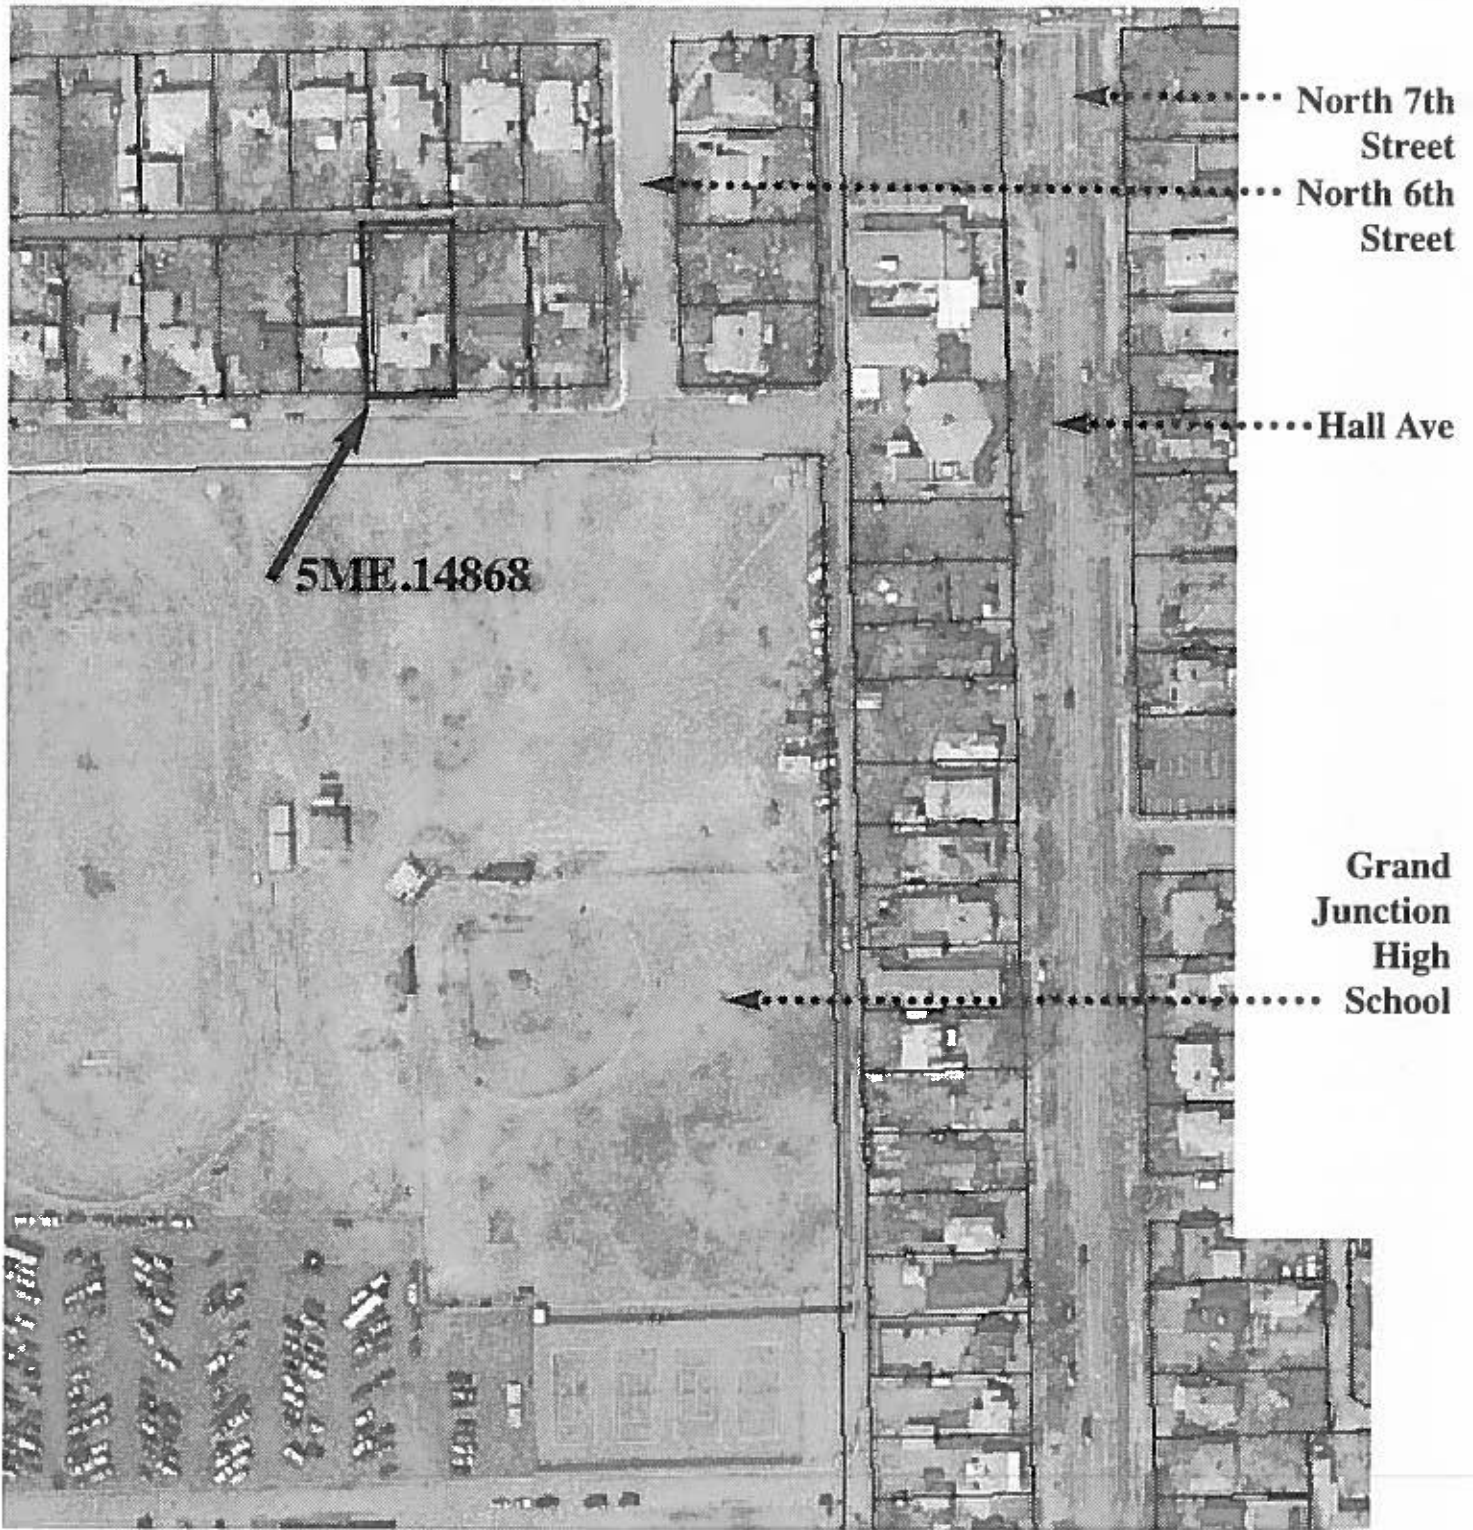 North 7th
Street
North 6th
Street
Hall Ave
5ME.14868
Grand
Junction
High
School